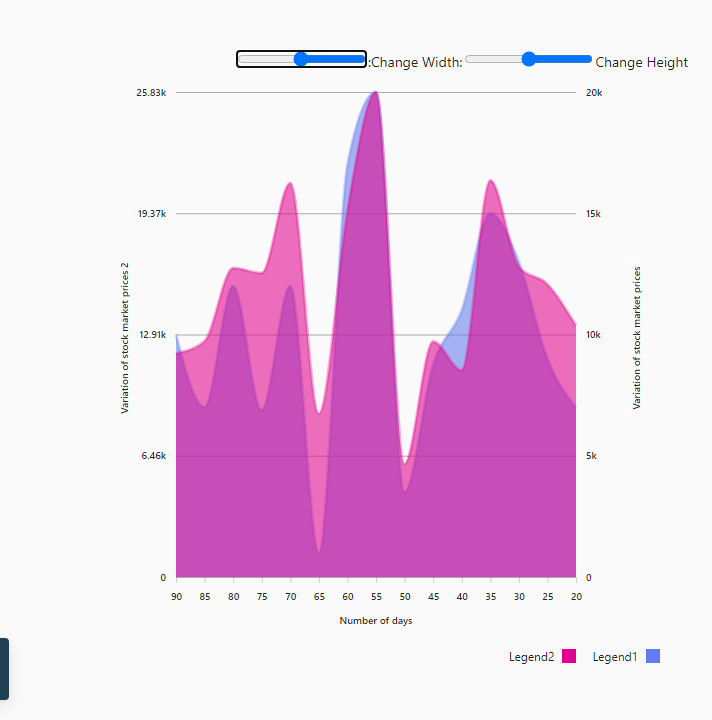 :Change Width: Change Height
25.83k 20k
19.37k 15k
12.91k 10k
6.46k 5k
0 0
Variation of stock market prices 2
Variation of stock market prices
90 85 80 75 70 65 60 55 50 45 40 35 30 25 20
Number of days
Legend2 Legend1